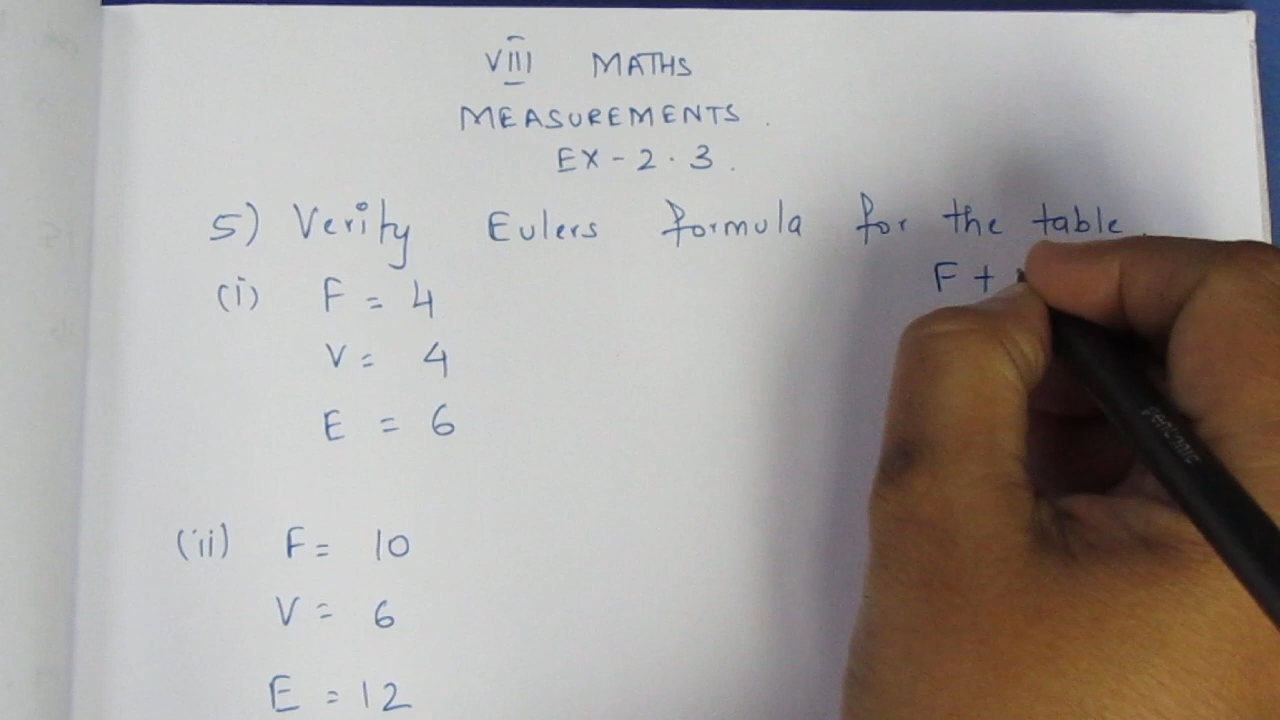 VIII MATHS
MEASUREMENTS.
EX-2.3.
5) Verify Eulers formula for the table.
F +
(i) F = 4
V = 4
E = 6
(ii) F = 10
V = 6
E = 12
pentonic